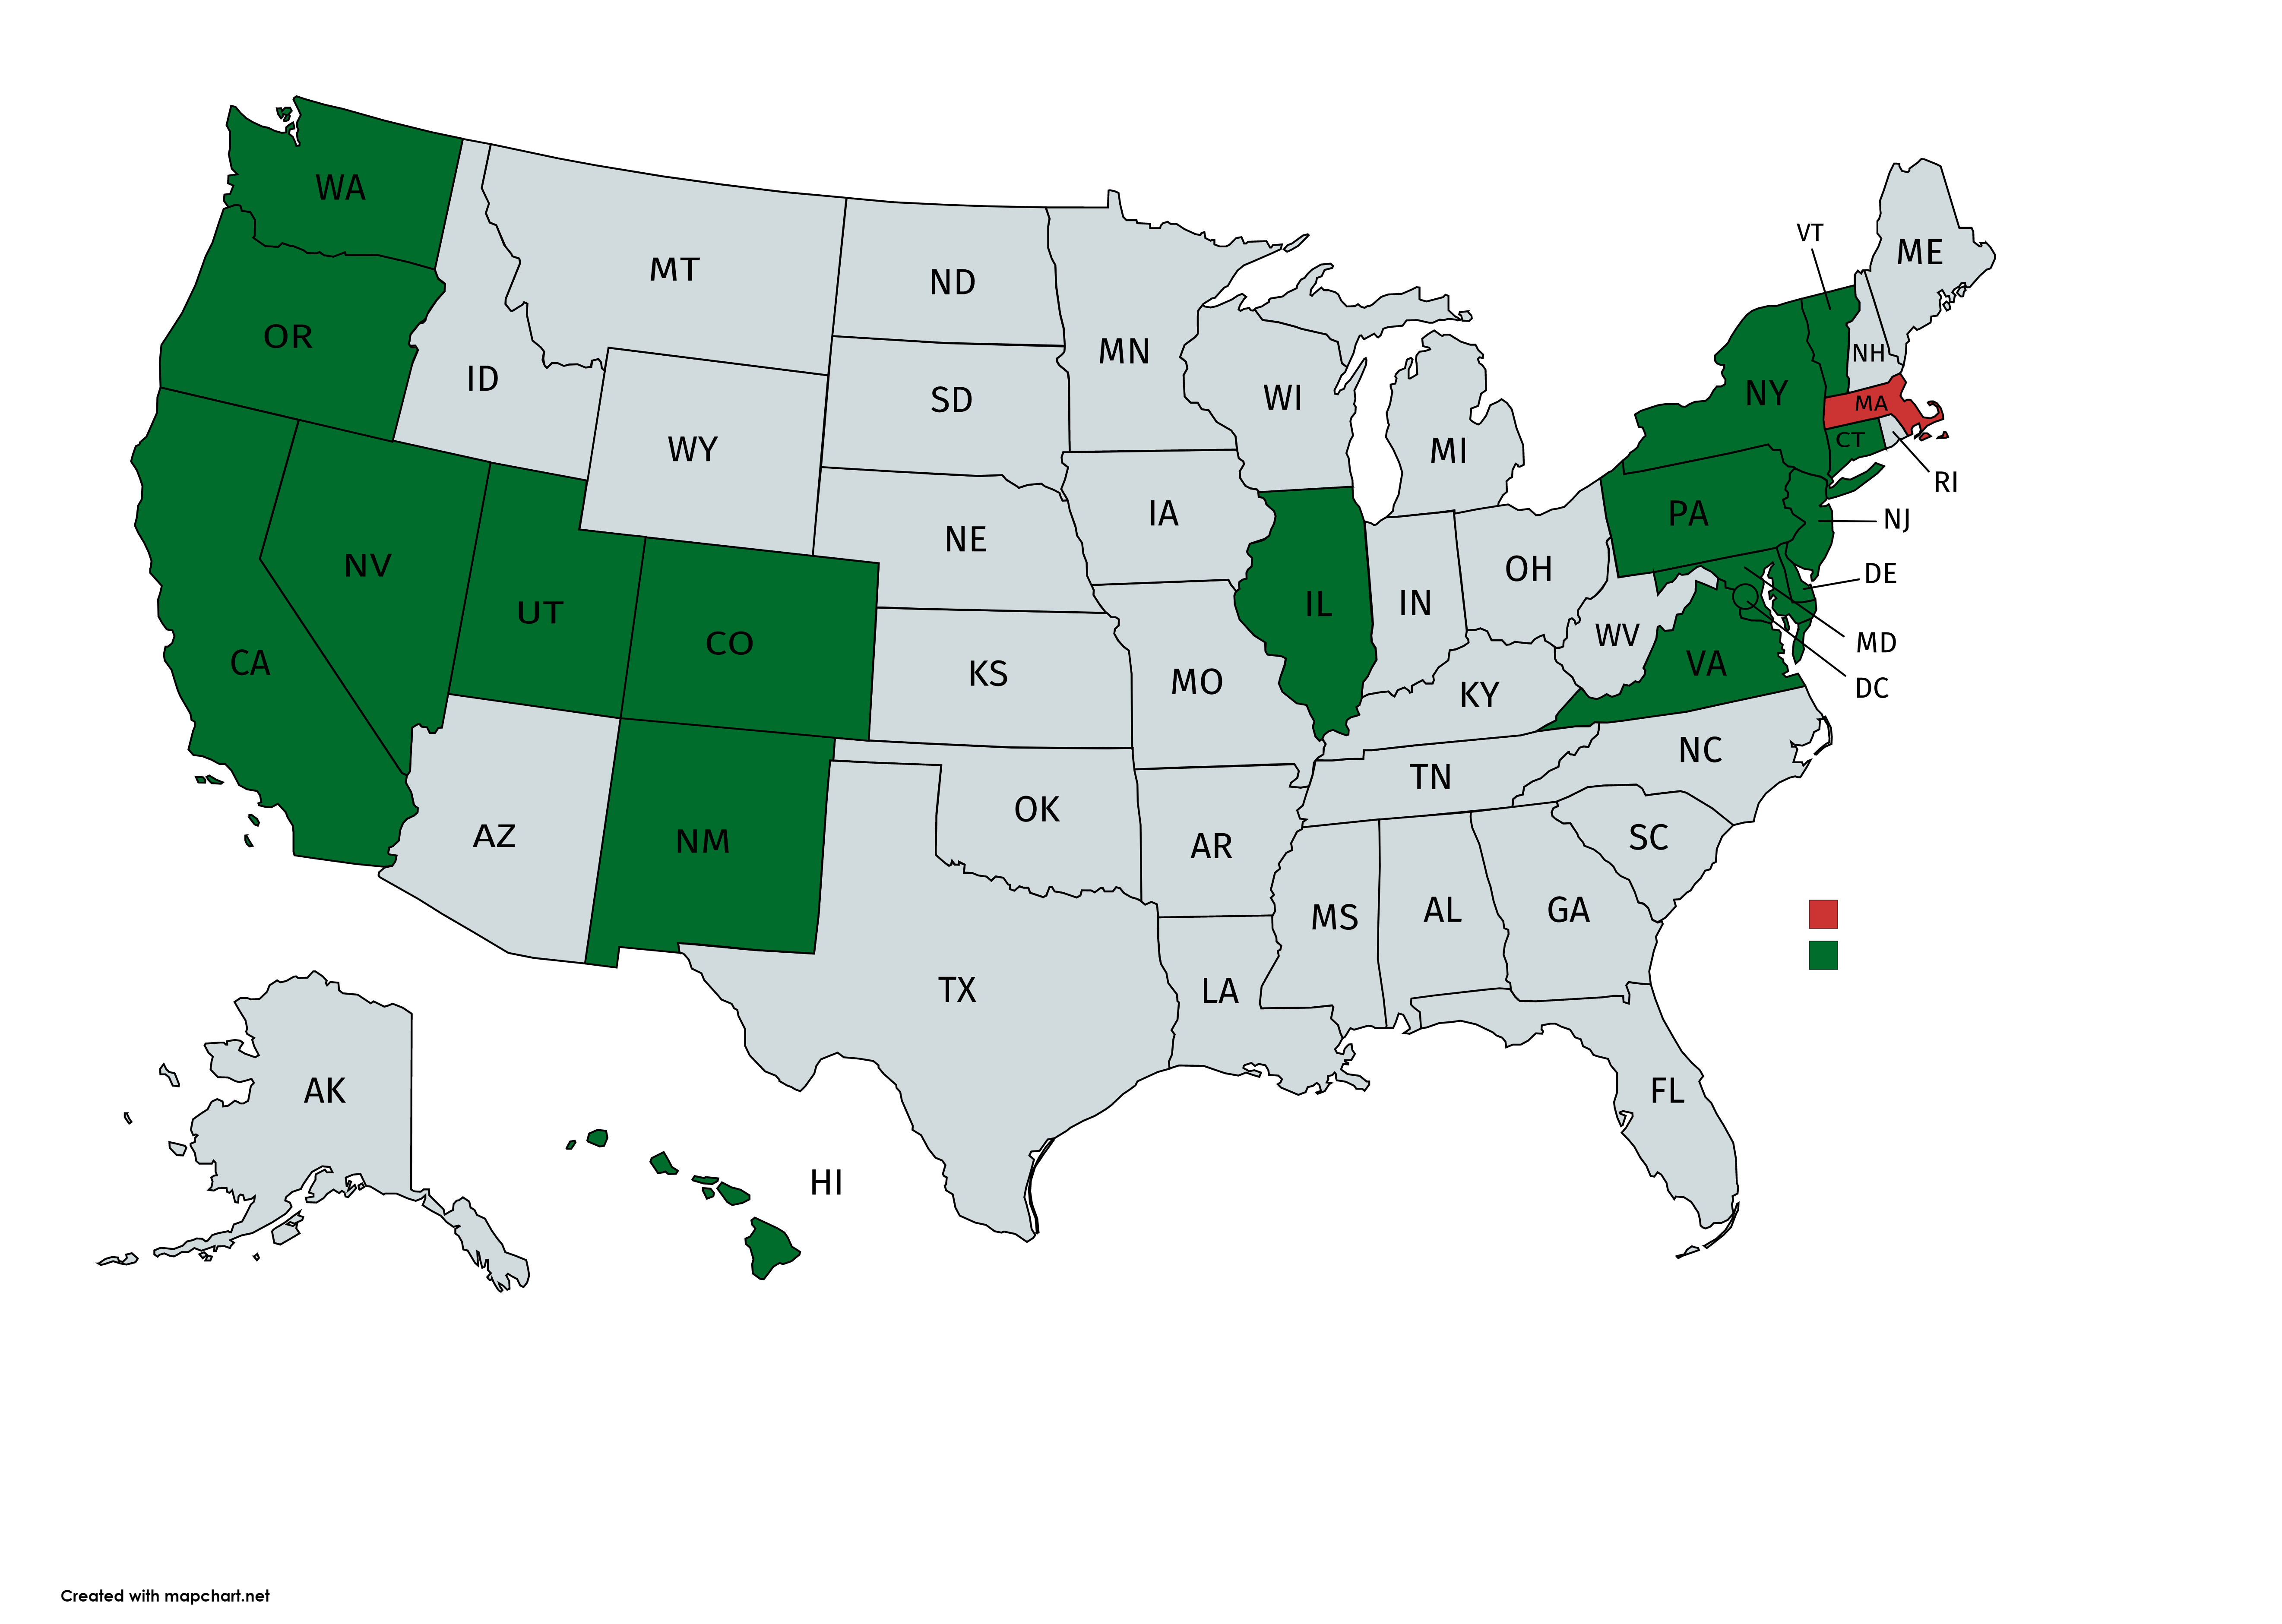 WA
VT
ME
MT
ND
OR
MN
NH
ID
SD
WI
NY
MA
CT
WY
MI
RI
IA
PA
NJ
NE
NV
OH
DE
UT
IL
IN
CO
WV
MD
CA
VA
KS
MO
DC
KY
NC
TN
OK
AZ
NM
AR
SC
MS
AL
GA
TX
LA
AK
FL
HI
Created with mapchart.net